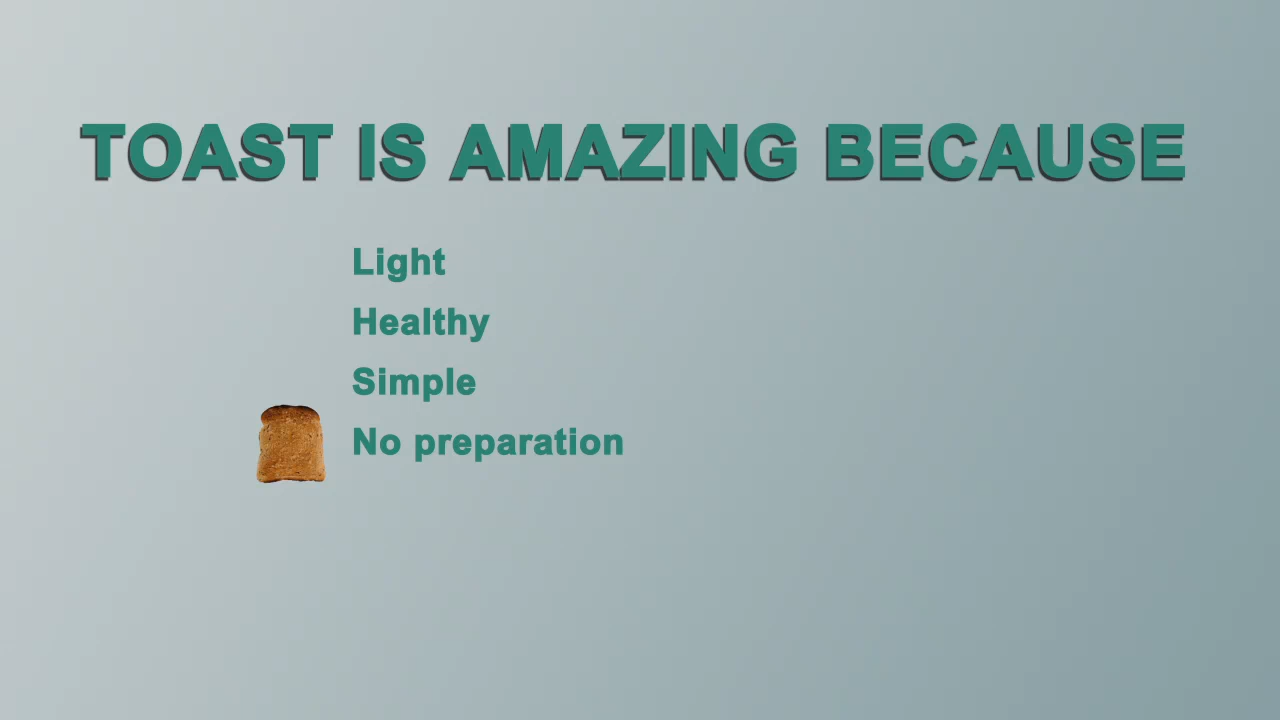 TOAST IS AMAZING BECAUSE
Light
Healthy
Simple
No preparation